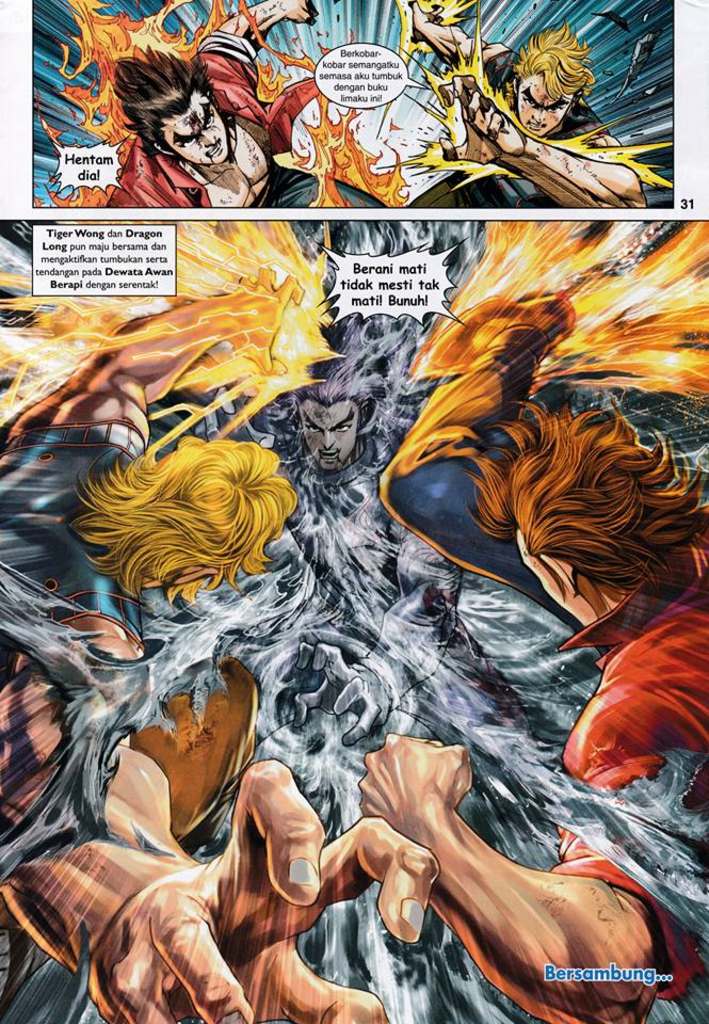 Berkobar-
kobar semangatku
semasa aku tumbuk
dengan buku
limaku ini!
Hentam
dia!
31
Tiger Wong dan Dragon
Long pun maju bersama dan
mengaktifkan tumbukan serta
tendangan pada Dewata Awan
Berapi dengan serentak!
Berani mati
tidak mesti tak
mati! Bunuh!
Bersambung...